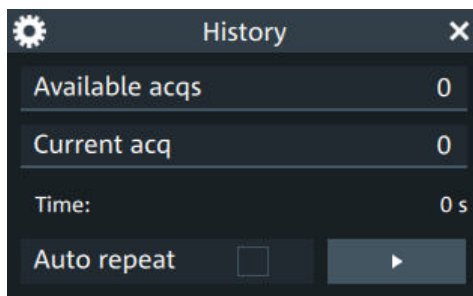 History
Available acqs 0
Current acq 0
Time: 0 s
Auto repeat